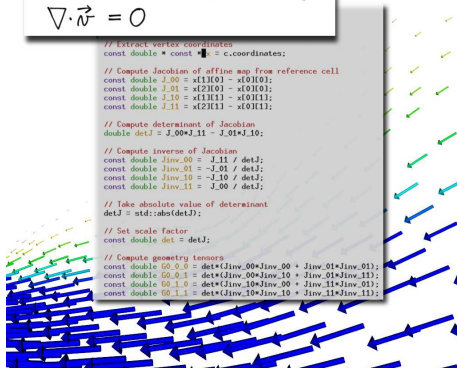 ∇·v⃗ = 0
// Extract vertex coordinates
const double * const *x = c.coordinates;
// Compute Jacobian of affine map from reference cell
const double J_00 = x[1][0] - x[0][0];
const double J_01 = x[2][0] - x[0][0];
const double J_10 = x[1][1] - x[0][1];
const double J_11 = x[2][1] - x[0][1];
// Compute determinant of Jacobian
double detJ = J_00*J_11 - J_01*J_10;
// Compute inverse of Jacobian
const double Jinv_00 =  J_11 / detJ;
const double Jinv_01 = -J_01 / detJ;
const double Jinv_10 = -J_10 / detJ;
const double Jinv_11 =  J_00 / detJ;
// Take absolute value of determinant
detJ = std::abs(detJ);
// Set scale factor
const double det = detJ;
// Compute geometry tensors
const double G0_0_0 = det*(Jinv_00*Jinv_00 + Jinv_01*Jinv_01);
const double G0_0_1 = det*(Jinv_00*Jinv_10 + Jinv_01*Jinv_11);
const double G0_1_0 = det*(Jinv_10*Jinv_00 + Jinv_11*Jinv_01);
const double G0_1_1 = det*(Jinv_10*Jinv_10 + Jinv_11*Jinv_11);